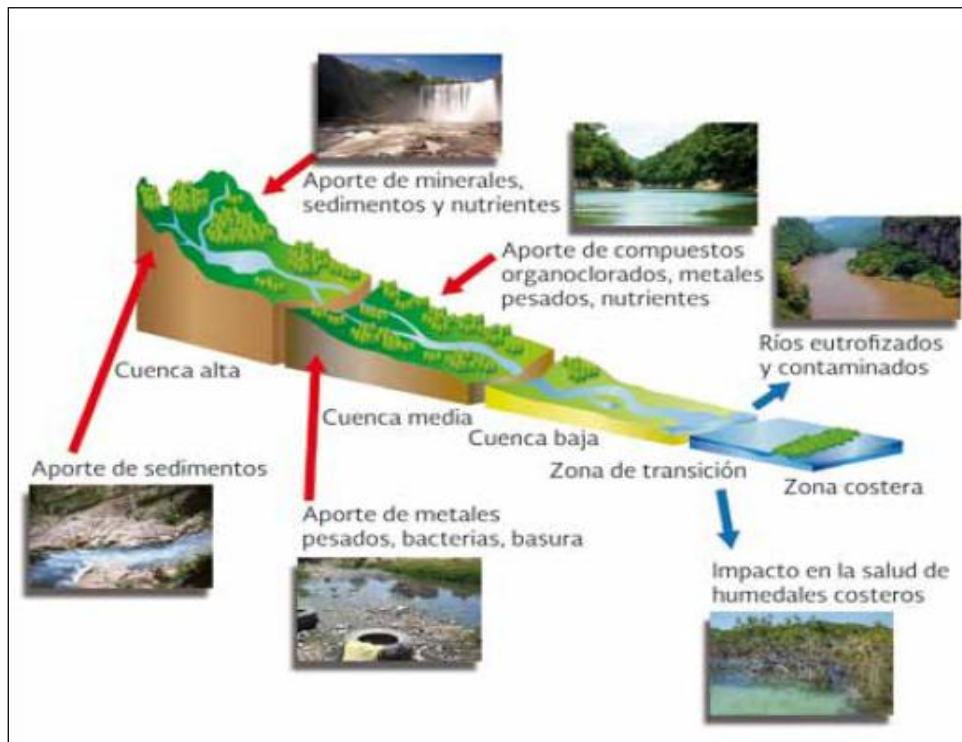 Aporte de minerales,
sedimentos y nutrientes
Aporte de compuestos
organoclorados, metales
pesados, nutrientes
Ríos eutrofizados
y contaminados
Cuenca alta
Cuenca media
Cuenca baja
Zona de transición
Zona costera
Aporte de sedimentos
Aporte de metales
pesados, bacterias, basura
Impacto en la salud de
humedales costeros